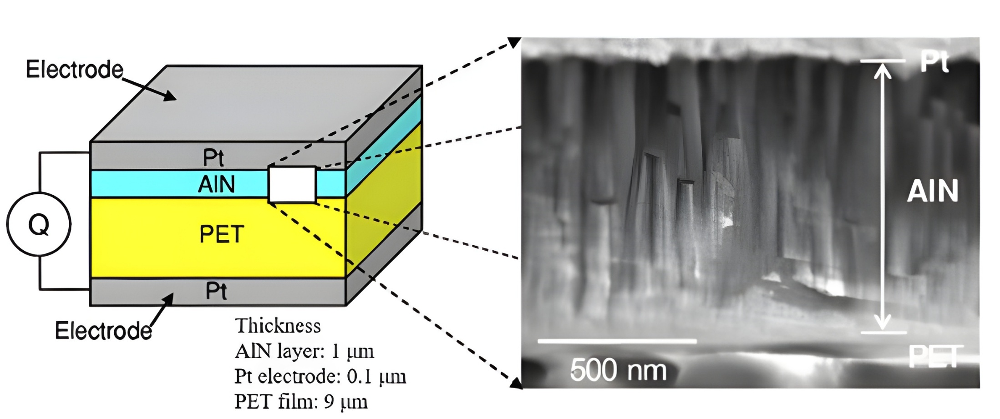 Electrode
Pt
AlN
PET
Q
Pt
Electrode
Thickness
AlN layer: 1 μm
Pt electrode: 0.1 μm
PET film: 9 μm
Pt
AlN
PET
500 nm